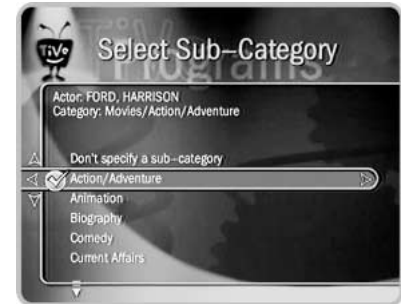 TiVo
Programs
Select Sub-Category
Actor: FORD, HARRISON
Category: Movies/Action/Adventure
Don't specify a sub-category
Action/Adventure
Animation
Biography
Comedy
Current Affairs